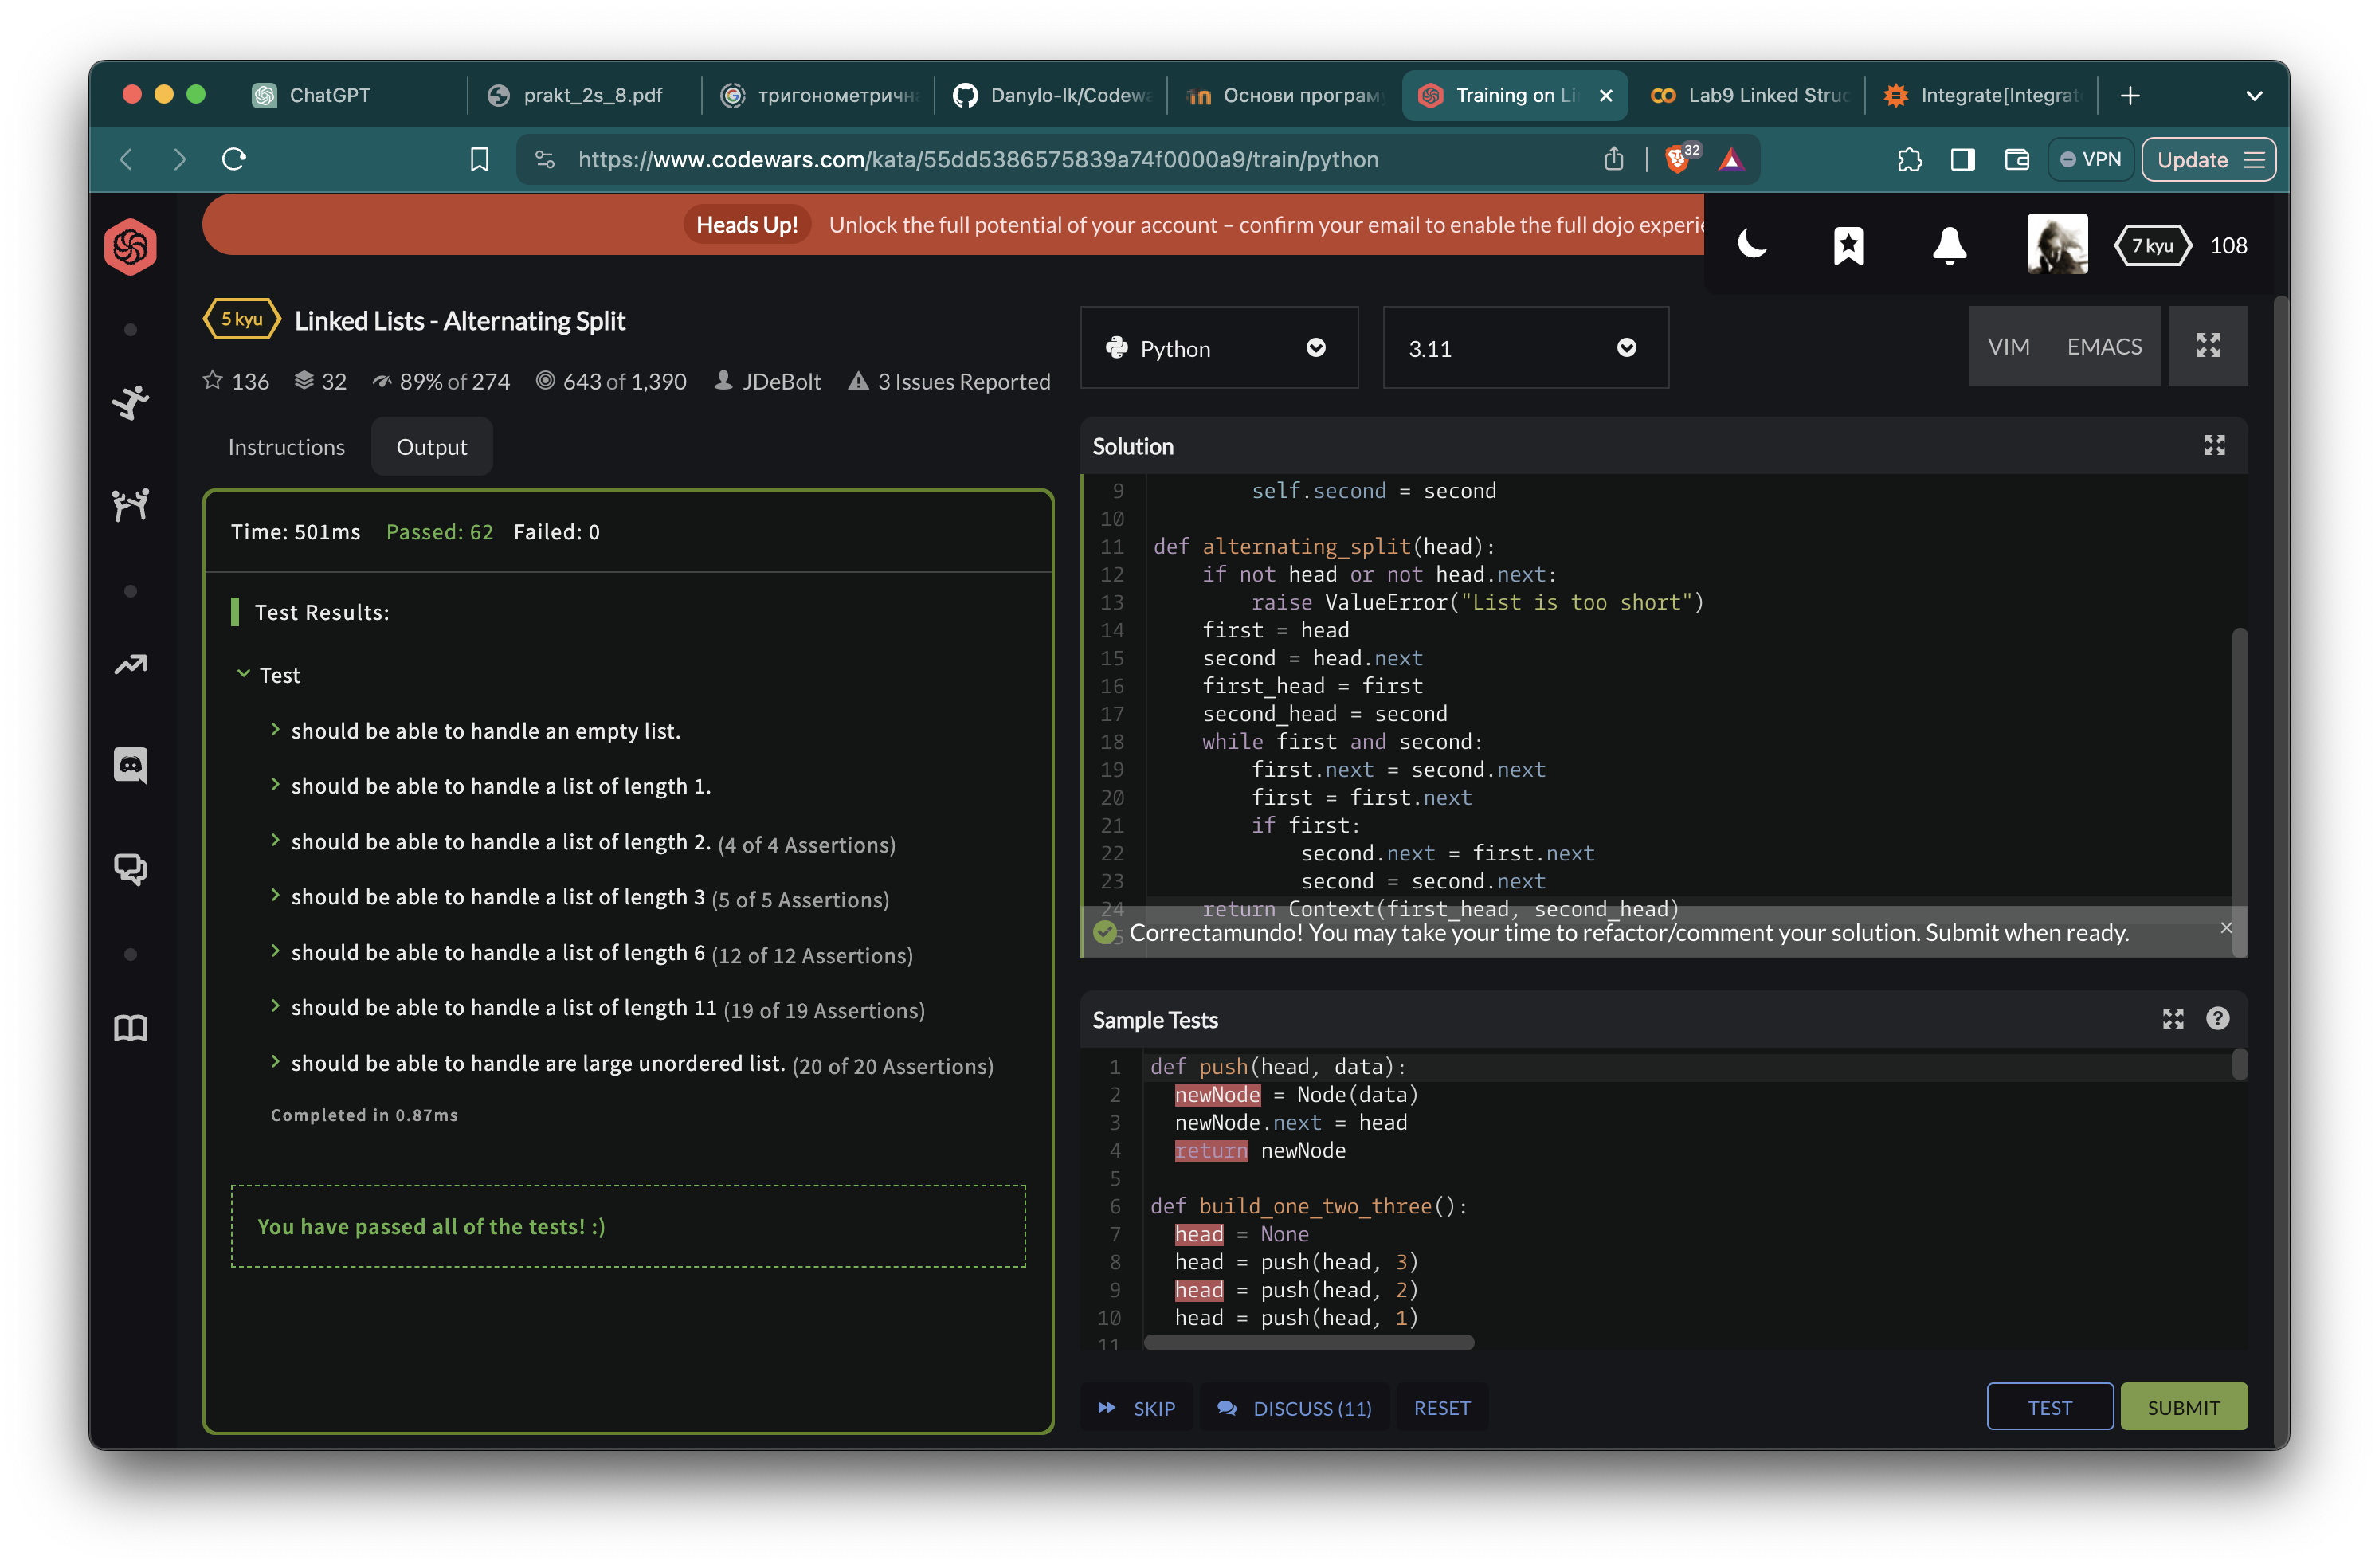 ChatGPT
prakt_2s_8.pdf
тригонометрична
Danylo-Ik/Codewa
Основи програму
Training on Li
Lab9 Linked Struc
Integrate[Integrat
https://www.codewars.com/kata/55dd5386575839a74f0000a9/train/python
32
VPN
Update
Heads Up! Unlock the full potential of your account – confirm your email to enable the full dojo experie
7 kyu 108
5 kyu Linked Lists - Alternating Split
136 32 89% of 274 643 of 1,390 JDeBolt 3 Issues Reported
Instructions Output
Time: 501ms Passed: 62 Failed: 0
Test Results:
Test
should be able to handle an empty list.
should be able to handle a list of length 1.
should be able to handle a list of length 2. (4 of 4 Assertions)
should be able to handle a list of length 3 (5 of 5 Assertions)
should be able to handle a list of length 6 (12 of 12 Assertions)
should be able to handle a list of length 11 (19 of 19 Assertions)
should be able to handle are large unordered list. (20 of 20 Assertions)
Completed in 0.87ms
You have passed all of the tests! :)
Python
3.11
VIM EMACS
Solution
9 self.second = second
10
11 def alternating_split(head):
12 if not head or not head.next:
13 raise ValueError("List is too short")
14 first = head
15 second = head.next
16 first_head = first
17 second_head = second
18 while first and second:
19 first.next = second.next
20 first = first.next
21 if first:
22 second.next = first.next
23 second = second.next
24 return Context(first_head, second_head)
Correctamundo! You may take your time to refactor/comment your solution. Submit when ready.
Sample Tests
1 def push(head, data):
2 newNode = Node(data)
3 newNode.next = head
4 return newNode
5
6 def build_one_two_three():
7 head = None
8 head = push(head, 3)
9 head = push(head, 2)
10 head = push(head, 1)
11
SKIP DISCUSS (11) RESET
TEST SUBMIT